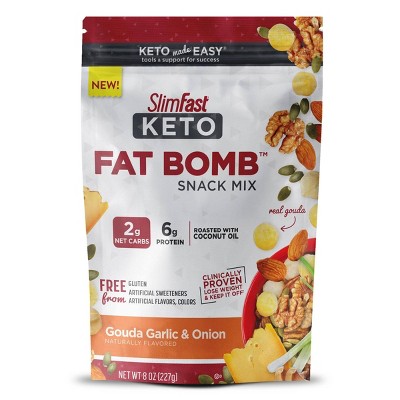 KETO made EASY®
tools & support for success
NEW!
SlimFast
KETO
FAT BOMB™
SNACK MIX
2g
NET CARBS
6g
PROTEIN
ROASTED WITH
COCONUT OIL
real gouda
FREE from
GLUTEN
ARTIFICIAL SWEETENERS
ARTIFICIAL FLAVORS, COLORS
CLINICALLY
PROVEN
LOSE WEIGHT
& KEEP IT OFF
Gouda Garlic & Onion
NATURALLY FLAVORED
NET WT 8 OZ (227g)